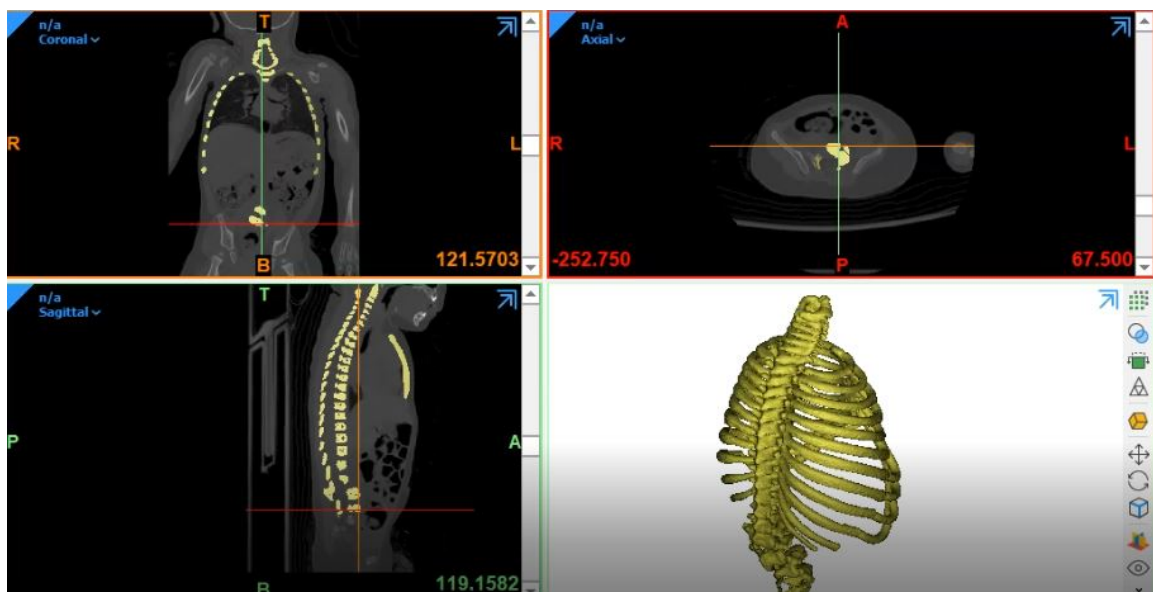 n/a
Coronal
T
R
L
B
121.5703
n/a
Axial
A
R
L
-252.750
P
67.500
n/a
Sagittal
T
P
A
119.1582